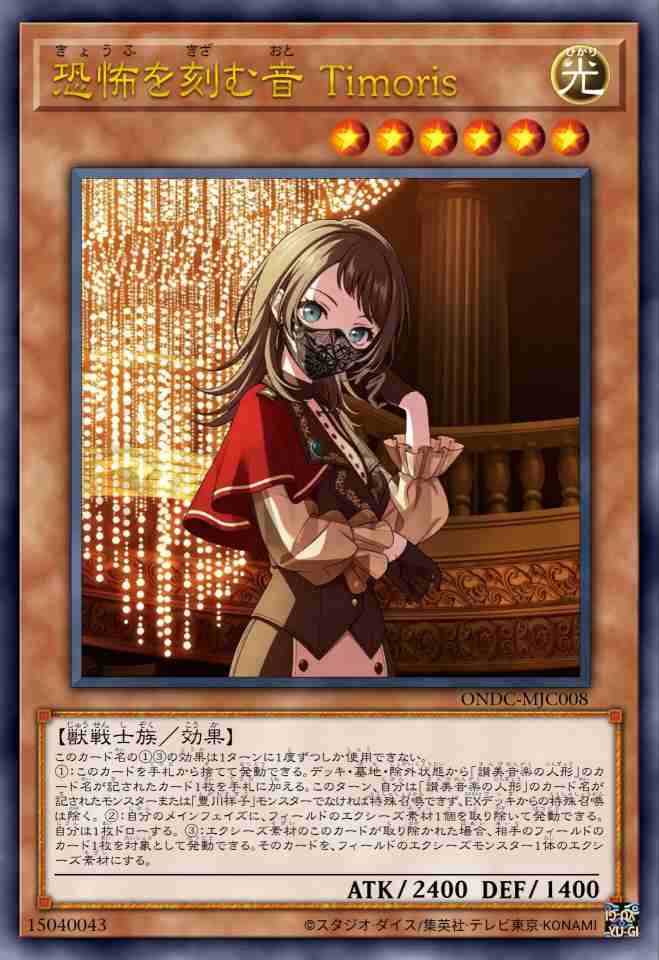 恐怖を刻む音 Timoris
きょうふ きざ おと
光
ひかり
ONDC-MJC008
【獣戦士族／効果】
じゅうせんしぞく こうか
このカード名の①③の効果は1ターンに1度ずつしか使用できない。
①：このカードを手札から捨てて発動できる。デッキ・墓地・除外状態から「讃美音楽の人形」のカ
ード名が記されたカード1枚を手札に加える。このターン、自分は「讃美音楽の人形」のカード名が
記されたモンスターまたは「豊川祥子」モンスターでなければ特殊召喚できず、EXデッキからの特殊召喚
は除く。②：自分のメインフェイズに、フィールドのエクシーズ素材1個を取り除いて発動できる。
自分は1枚ドローする。③：エクシーズ素材のこのカードが取り除かれた場合、相手のフィールドの
カード1枚を対象として発動できる。そのカードを、フィールドのエクシーズモンスター1体のエクシ
ーズ素材にする。
ATK/2400 DEF/1400
15040043
©スタジオ・ダイス/集英社・テレビ東京・KONAMI